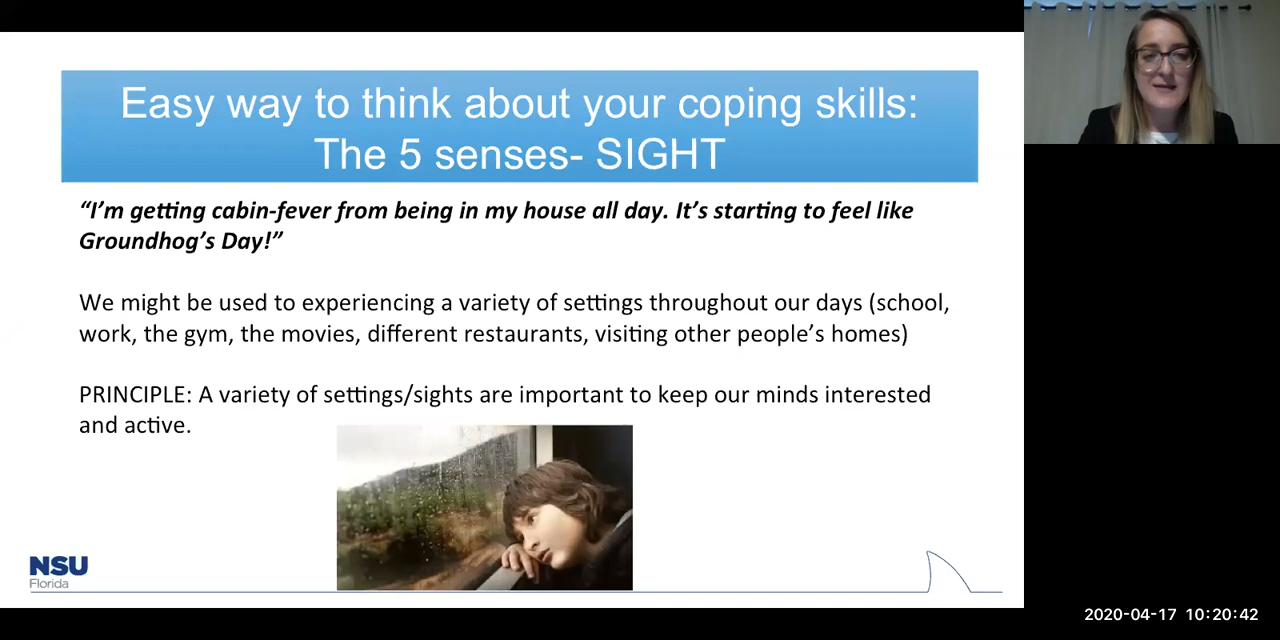 Easy way to think about your coping skills:
The 5 senses- SIGHT
“I’m getting cabin-fever from being in my house all day. It’s starting to feel like
Groundhog’s Day!”
We might be used to experiencing a variety of settings throughout our days (school,
work, the gym, the movies, different restaurants, visiting other people’s homes)
PRINCIPLE: A variety of settings/sights are important to keep our minds interested
and active.
NSU
Florida
2020-04-17 10:20:42